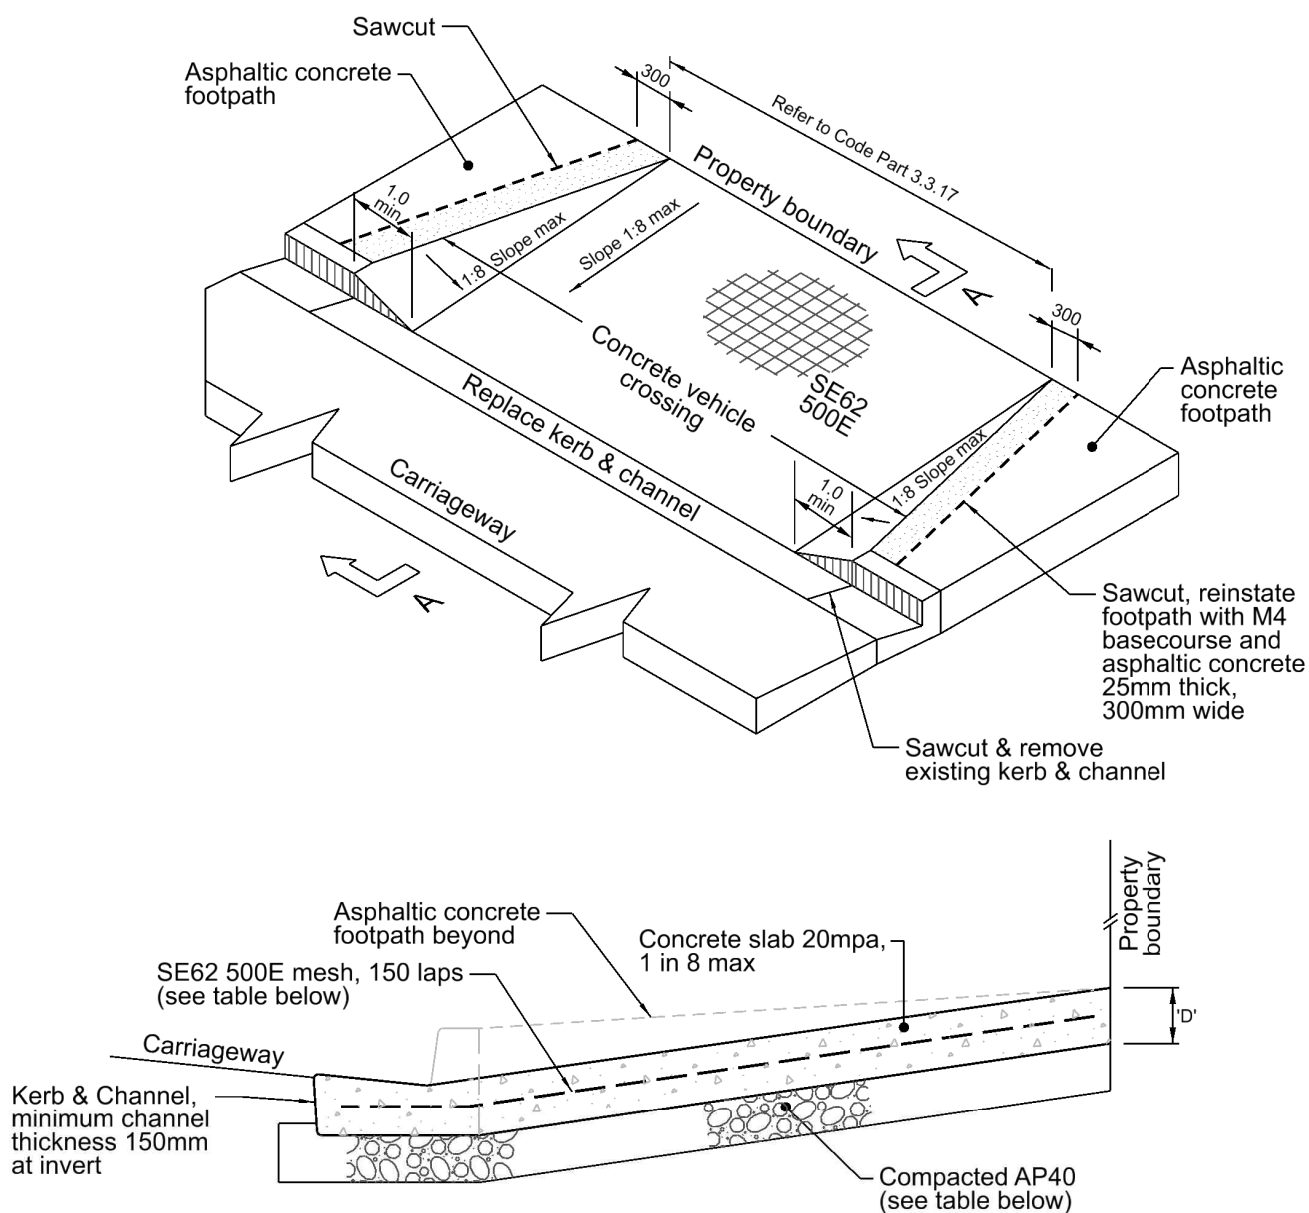 Sawcut
Asphaltic concrete
footpath
300
Refer to Code Part 3.3.17
Property boundary
1.0
min
1:8 Slope max
Slope 1:8 max
A
300
Asphaltic
concrete
footpath
Concrete vehicle
crossing
SE62
500E
Replace kerb & channel
1.0
min
1:8 Slope max
Carriageway
A
Sawcut, reinstate
footpath with M4
basecourse and
asphaltic concrete
25mm thick,
300mm wide
Sawcut & remove
existing kerb & channel
Property
boundary
Asphaltic concrete
footpath beyond
Concrete slab 20mpa,
1 in 8 max
SE62 500E mesh, 150 laps
(see table below)
'D'
Carriageway
Kerb & Channel,
minimum channel
thickness 150mm
at invert
Compacted AP40
(see table below)